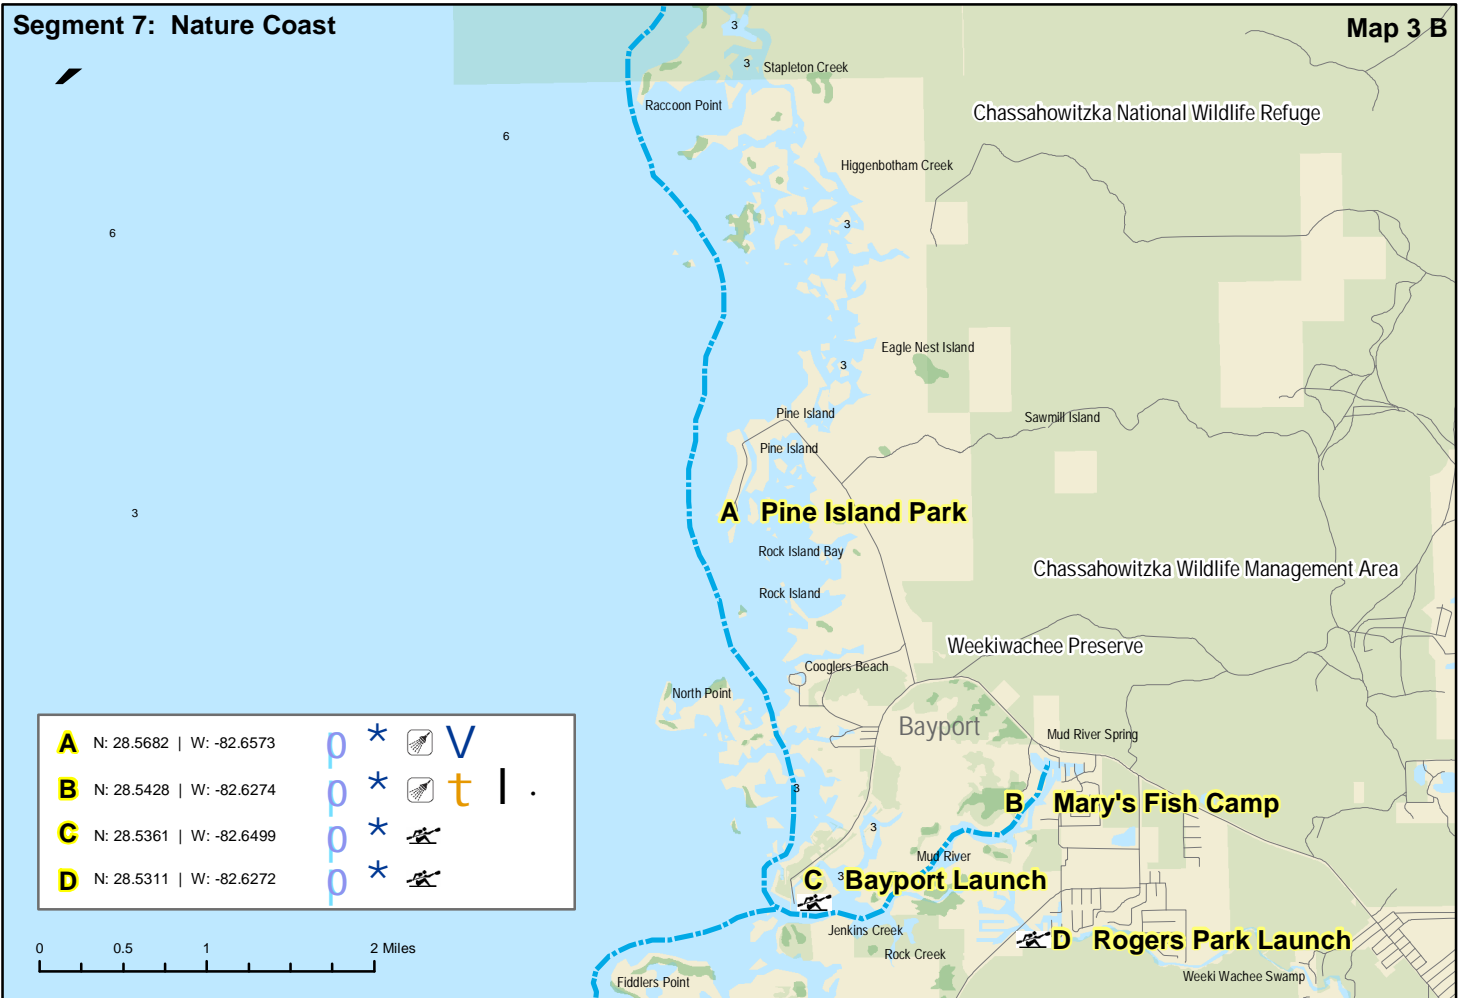 Segment 7: Nature Coast
Map 3 B
3
3
Stapleton Creek
Raccoon Point
Chassahowitzka National Wildlife Refuge
6
Higgenbotham Creek
3
6
Eagle Nest Island
3
Pine Island
Sawmill Island
Pine Island
3
A Pine Island Park
Rock Island Bay
Chassahowitzka Wildlife Management Area
Rock Island
Weekiwachee Preserve
Cooglers Beach
North Point
Bayport
Mud River Spring
3
B Mary's Fish Camp
3
Mud River
3
C Bayport Launch
Jenkins Creek
D Rogers Park Launch
Rock Creek
Weeki Wachee Swamp
Fiddlers Point
A N: 28.5682 | W: -82.6573 p * V
B N: 28.5428 | W: -82.6274 p * t l .
C N: 28.5361 | W: -82.6499 p *
D N: 28.5311 | W: -82.6272 p *
0 0.5 1 2 Miles